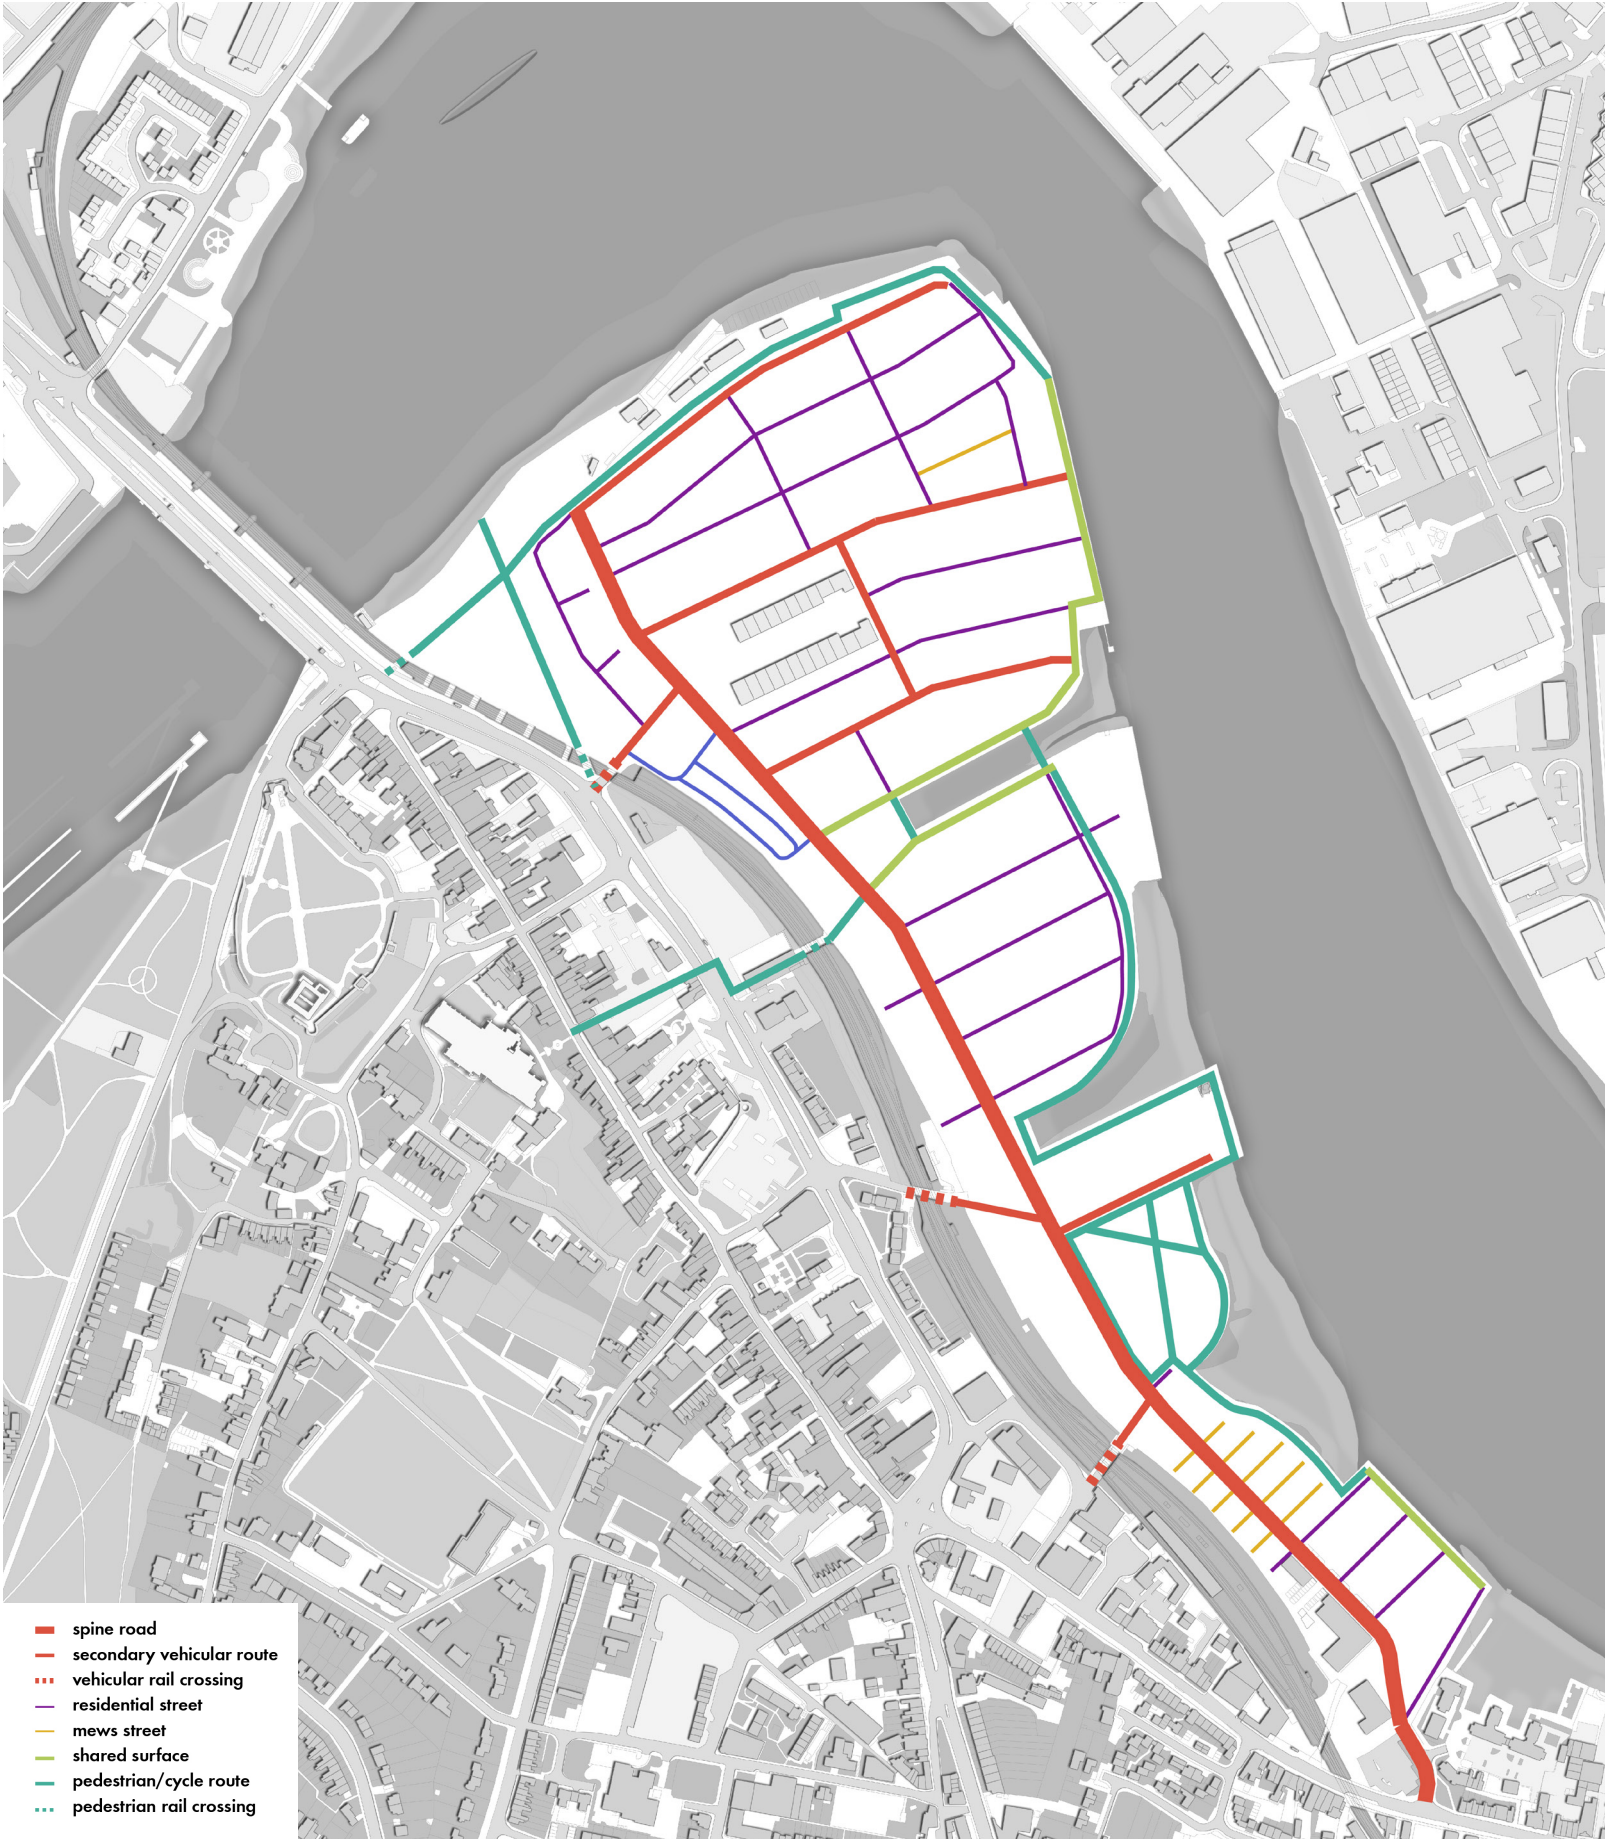 spine road
secondary vehicular route
vehicular rail crossing
residential street
mews street
shared surface
pedestrian/cycle route
pedestrian rail crossing